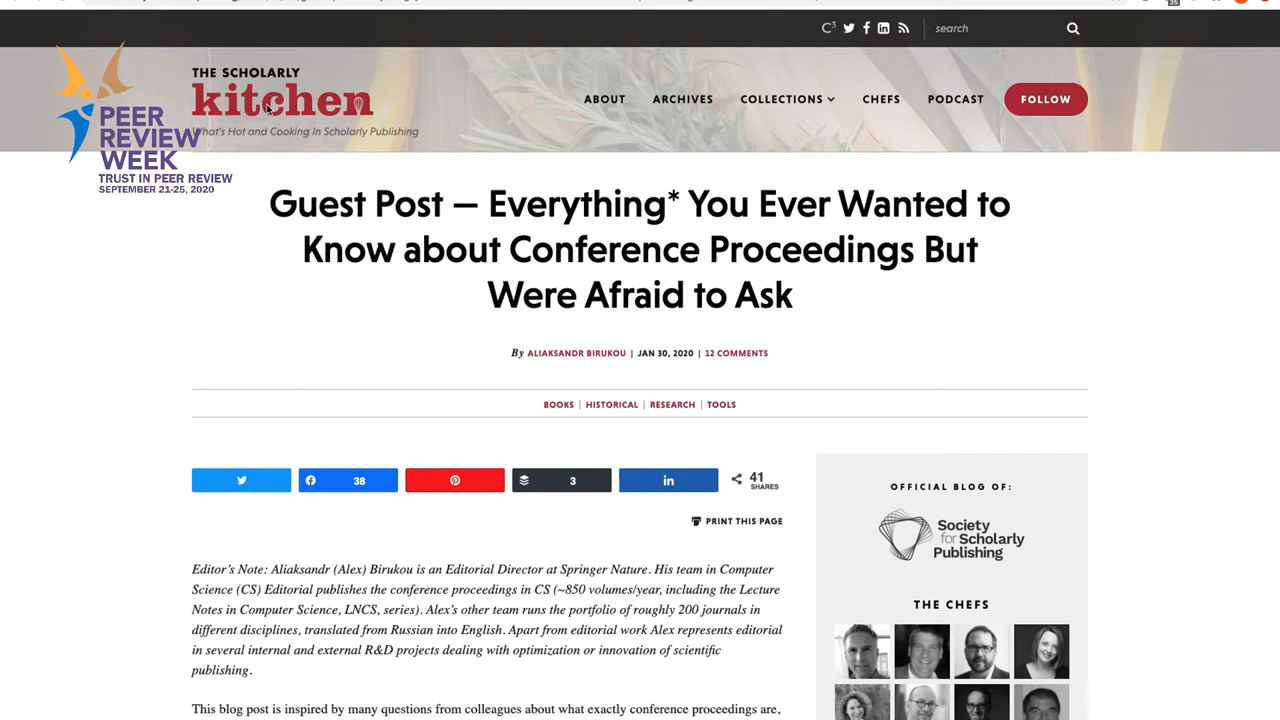 C3
search
THE SCHOLARLY
kitchen
What's Hot and Cooking In Scholarly Publishing
ABOUT
ARCHIVES
COLLECTIONS
CHEFS
PODCAST
FOLLOW
PEER
REVIEW
WEEK
TRUST IN PEER REVIEW
SEPTEMBER 21-25, 2020
Guest Post — Everything* You Ever Wanted to
Know about Conference Proceedings But
Were Afraid to Ask
By ALIAKSANDR BIRUKOU | JAN 30, 2020 | 12 COMMENTS
BOOKS | HISTORICAL | RESEARCH | TOOLS
38
3
41
SHARES
PRINT THIS PAGE
Editor's Note: Aliaksandr (Alex) Birukou is an Editorial Director at Springer Nature. His team in Computer
Science (CS) Editorial publishes the conference proceedings in CS (~850 volumes/year, including the Lecture
Notes in Computer Science, LNCS, series). Alex's other team runs the portfolio of roughly 200 journals in
different disciplines, translated from Russian into English. Apart from editorial work Alex represents editorial
in several internal and external R&D projects dealing with optimization or innovation of scientific
publishing.
This blog post is inspired by many questions from colleagues about what exactly conference proceedings are,
OFFICIAL BLOG OF:
Society
for Scholarly
Publishing
THE CHEFS